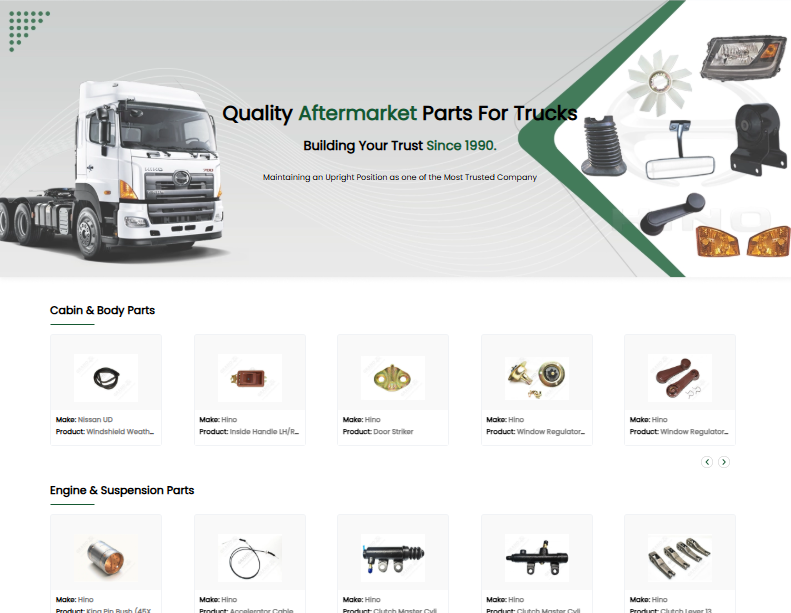 Quality Aftermarket Parts For Trucks
Building Your Trust Since 1990.
Maintaining an Upright Position as one of the Most Trusted Company
Cabin & Body Parts
Make: Nissan UD
Product: Windshield Weath...
Make: Hino
Product: Inside Handle LH/R...
Make: Hino
Product: Door Striker
Make: Hino
Product: Window Regulator...
Make: Hino
Product: Window Regulator...
Engine & Suspension Parts
Make: Hino
Product: King Pin Bush (45X
Make: Hino
Product: Accelerator Cable
Make: Hino
Product: Clutch Master Cyli
Make: Hino
Product: Clutch Master Cyli
Make: Hino
Product: Clutch Lever 13